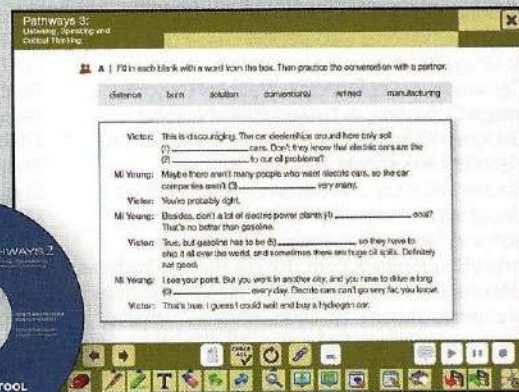 Pathways 3:
Listening, Speaking and
Critical Thinking
A | Fill in each blank with a word from the box. Then practice the conversation with a partner.
distance burn solution conventional refined manufacturing
Victor: This is discouraging. The car dealerships around here only sell
(1) cars. Don't they know that electric cars are the
(2) to our oil problems?
Mi Young: Maybe there aren't many people who want electric cars, so the car
companies aren't (3) very many.
Victor: You're probably right.
Mi Young: Besides, don't a lot of electric power plants (4) coal?
That's no better than gasoline.
Victor: True, but gasoline has to be (5) , so they have to
ship it all over the world, and sometimes there are huge oil spills. Definitely
not good.
Mi Young: I see your point. But you work in another city, and you have to drive a long
(6) every day. Electric cars can't go very far, you know.
Victor: That's true. I guess I could wait and buy a hydrogen car.
HWAYS 2
TOOL
CHECK
ALL
T